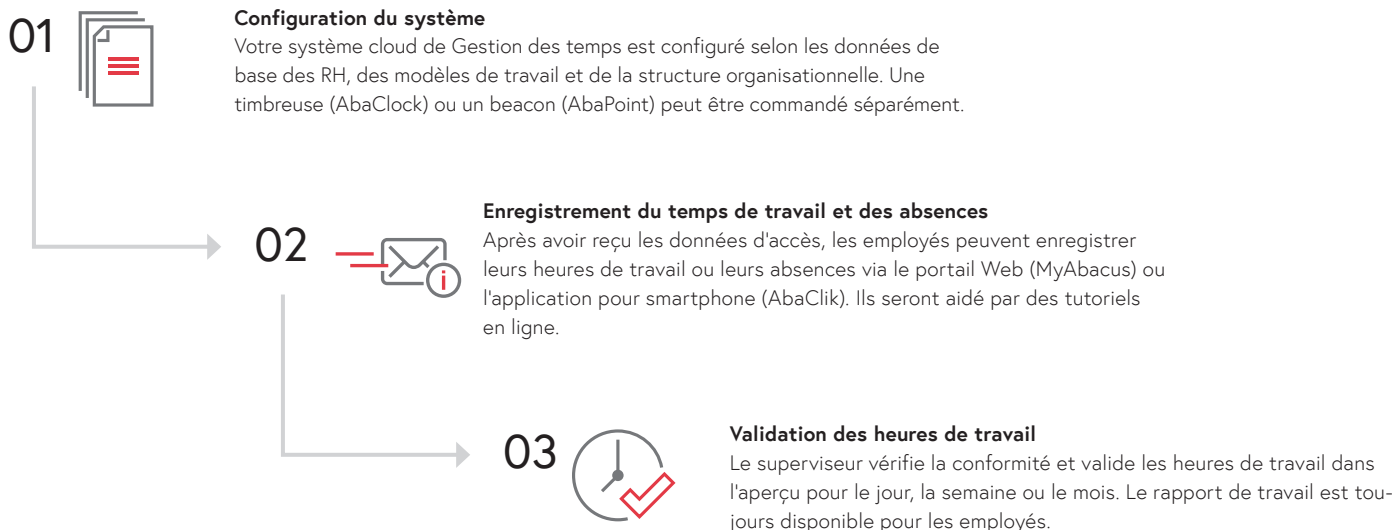 01
Configuration du système
Votre système cloud de Gestion des temps est configuré selon les données de
base des RH, des modèles de travail et de la structure organisationnelle. Une
timbreuse (AbaClock) ou un beacon (AbaPoint) peut être commandé séparément.
02
i
Enregistrement du temps de travail et des absences
Après avoir reçu les données d'accès, les employés peuvent enregistrer
leurs heures de travail ou leurs absences via le portail Web (MyAbacus) ou
l'application pour smartphone (AbaClik). Ils seront aidé par des tutoriels
en ligne.
03
Validation des heures de travail
Le superviseur vérifie la conformité et valide les heures de travail dans
l'aperçu pour le jour, la semaine ou le mois. Le rapport de travail est tou-
jours disponible pour les employés.